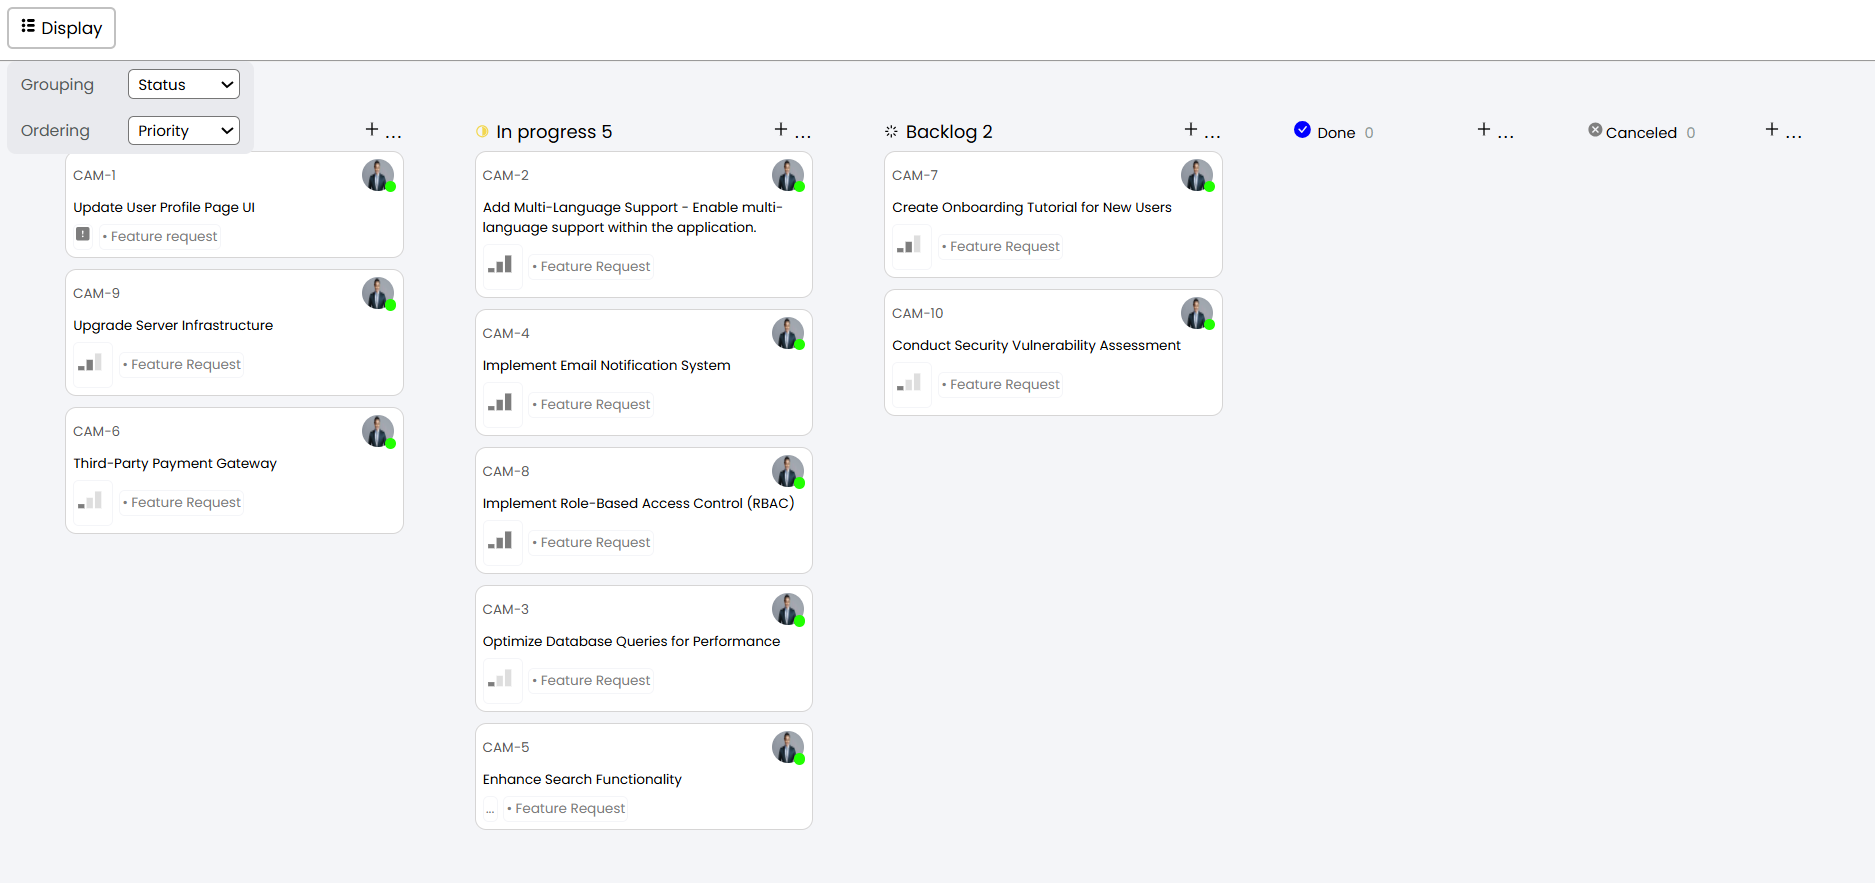 Display
Grouping
Status
Ordering
Priority
...
CAM-1
Update User Profile Page UI
!
• Feature request
CAM-9
Upgrade Server Infrastructure
• Feature Request
CAM-6
Third-Party Payment Gateway
• Feature Request
In progress 5
+ ...
CAM-2
Add Multi-Language Support - Enable multi-
language support within the application.
• Feature Request
CAM-4
Implement Email Notification System
• Feature Request
CAM-8
Implement Role-Based Access Control (RBAC)
• Feature Request
CAM-3
Optimize Database Queries for Performance
• Feature Request
CAM-5
Enhance Search Functionality
... • Feature Request
Backlog 2
+ ...
CAM-7
Create Onboarding Tutorial for New Users
• Feature Request
CAM-10
Conduct Security Vulnerability Assessment
• Feature Request
Done 0
+ ...
Canceled 0
+ ...